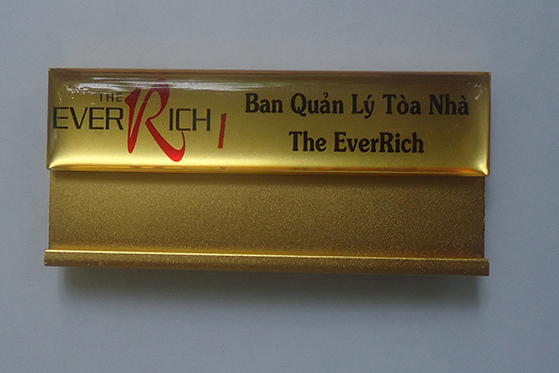 THE
EVERRICH 1
Ban Quản Lý Tòa Nhà
The EverRich